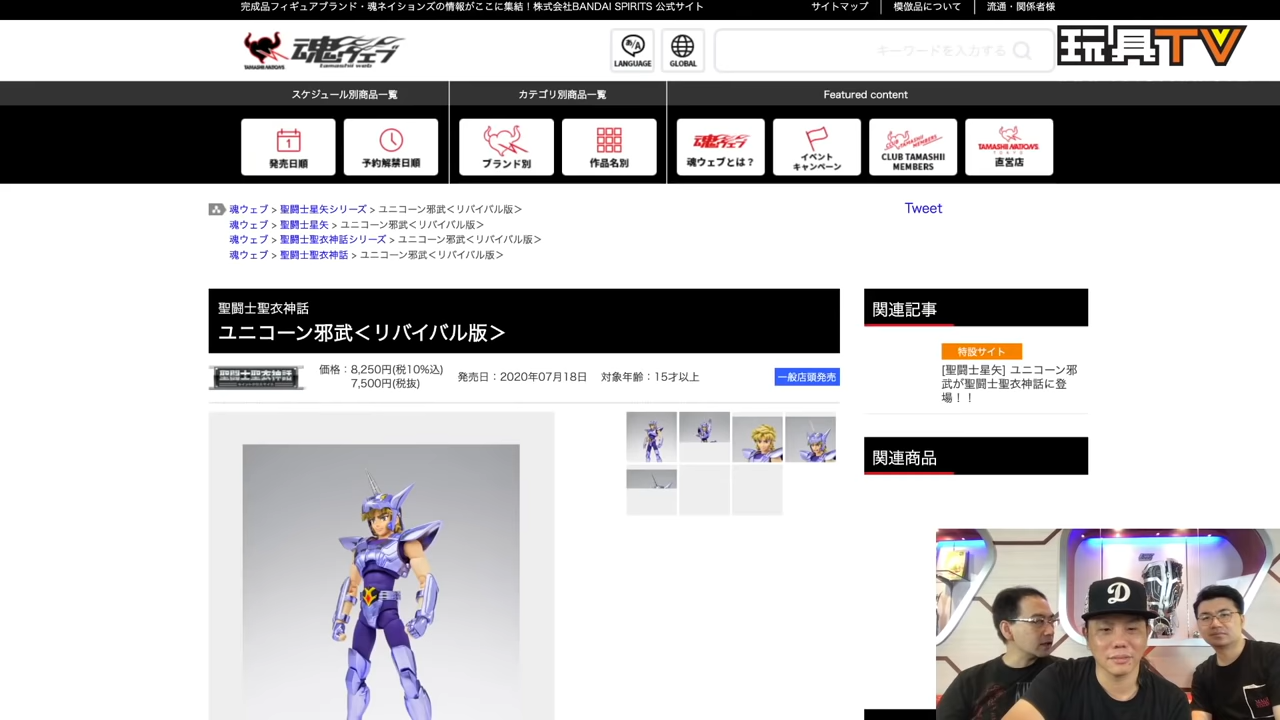 完成品フィギュアブランド・魂ネイションズの情報がここに集結！株式会社BANDAI SPIRITS 公式サイト
サイトマップ
模倣品について
流通・関係者様
TAMASHII NATIONS
魂ウェブ
tamashii web
LANGUAGE
GLOBAL
キーワードを入力する
玩具TV
スケジュール別商品一覧
カテゴリ別商品一覧
Featured content
発売日順
予約解禁日順
ブランド別
作品名別
魂ウェブ
魂ウェブとは？
イベント
キャンペーン
CLUB TAMASHII
MEMBERS
TAMASHII NATIONS
TOKYO
直営店
魂ウェブ > 聖闘士星矢シリーズ > ユニコーン邪武＜リバイバル版＞
魂ウェブ > 聖闘士星矢 > ユニコーン邪武＜リバイバル版＞
魂ウェブ > 聖闘士聖衣神話シリーズ > ユニコーン邪武＜リバイバル版＞
魂ウェブ > 聖闘士聖衣神話 > ユニコーン邪武＜リバイバル版＞
Tweet
聖闘士聖衣神話
ユニコーン邪武＜リバイバル版＞
聖闘士聖衣神話
価格：8,250円(税10%込)
7,500円(税抜)
発売日：2020年07月18日
対象年齢：15才以上
一般店頭発売
関連記事
特設サイト
[聖闘士星矢] ユニコーン邪
武が聖闘士聖衣神話に登
場！！
関連商品
D